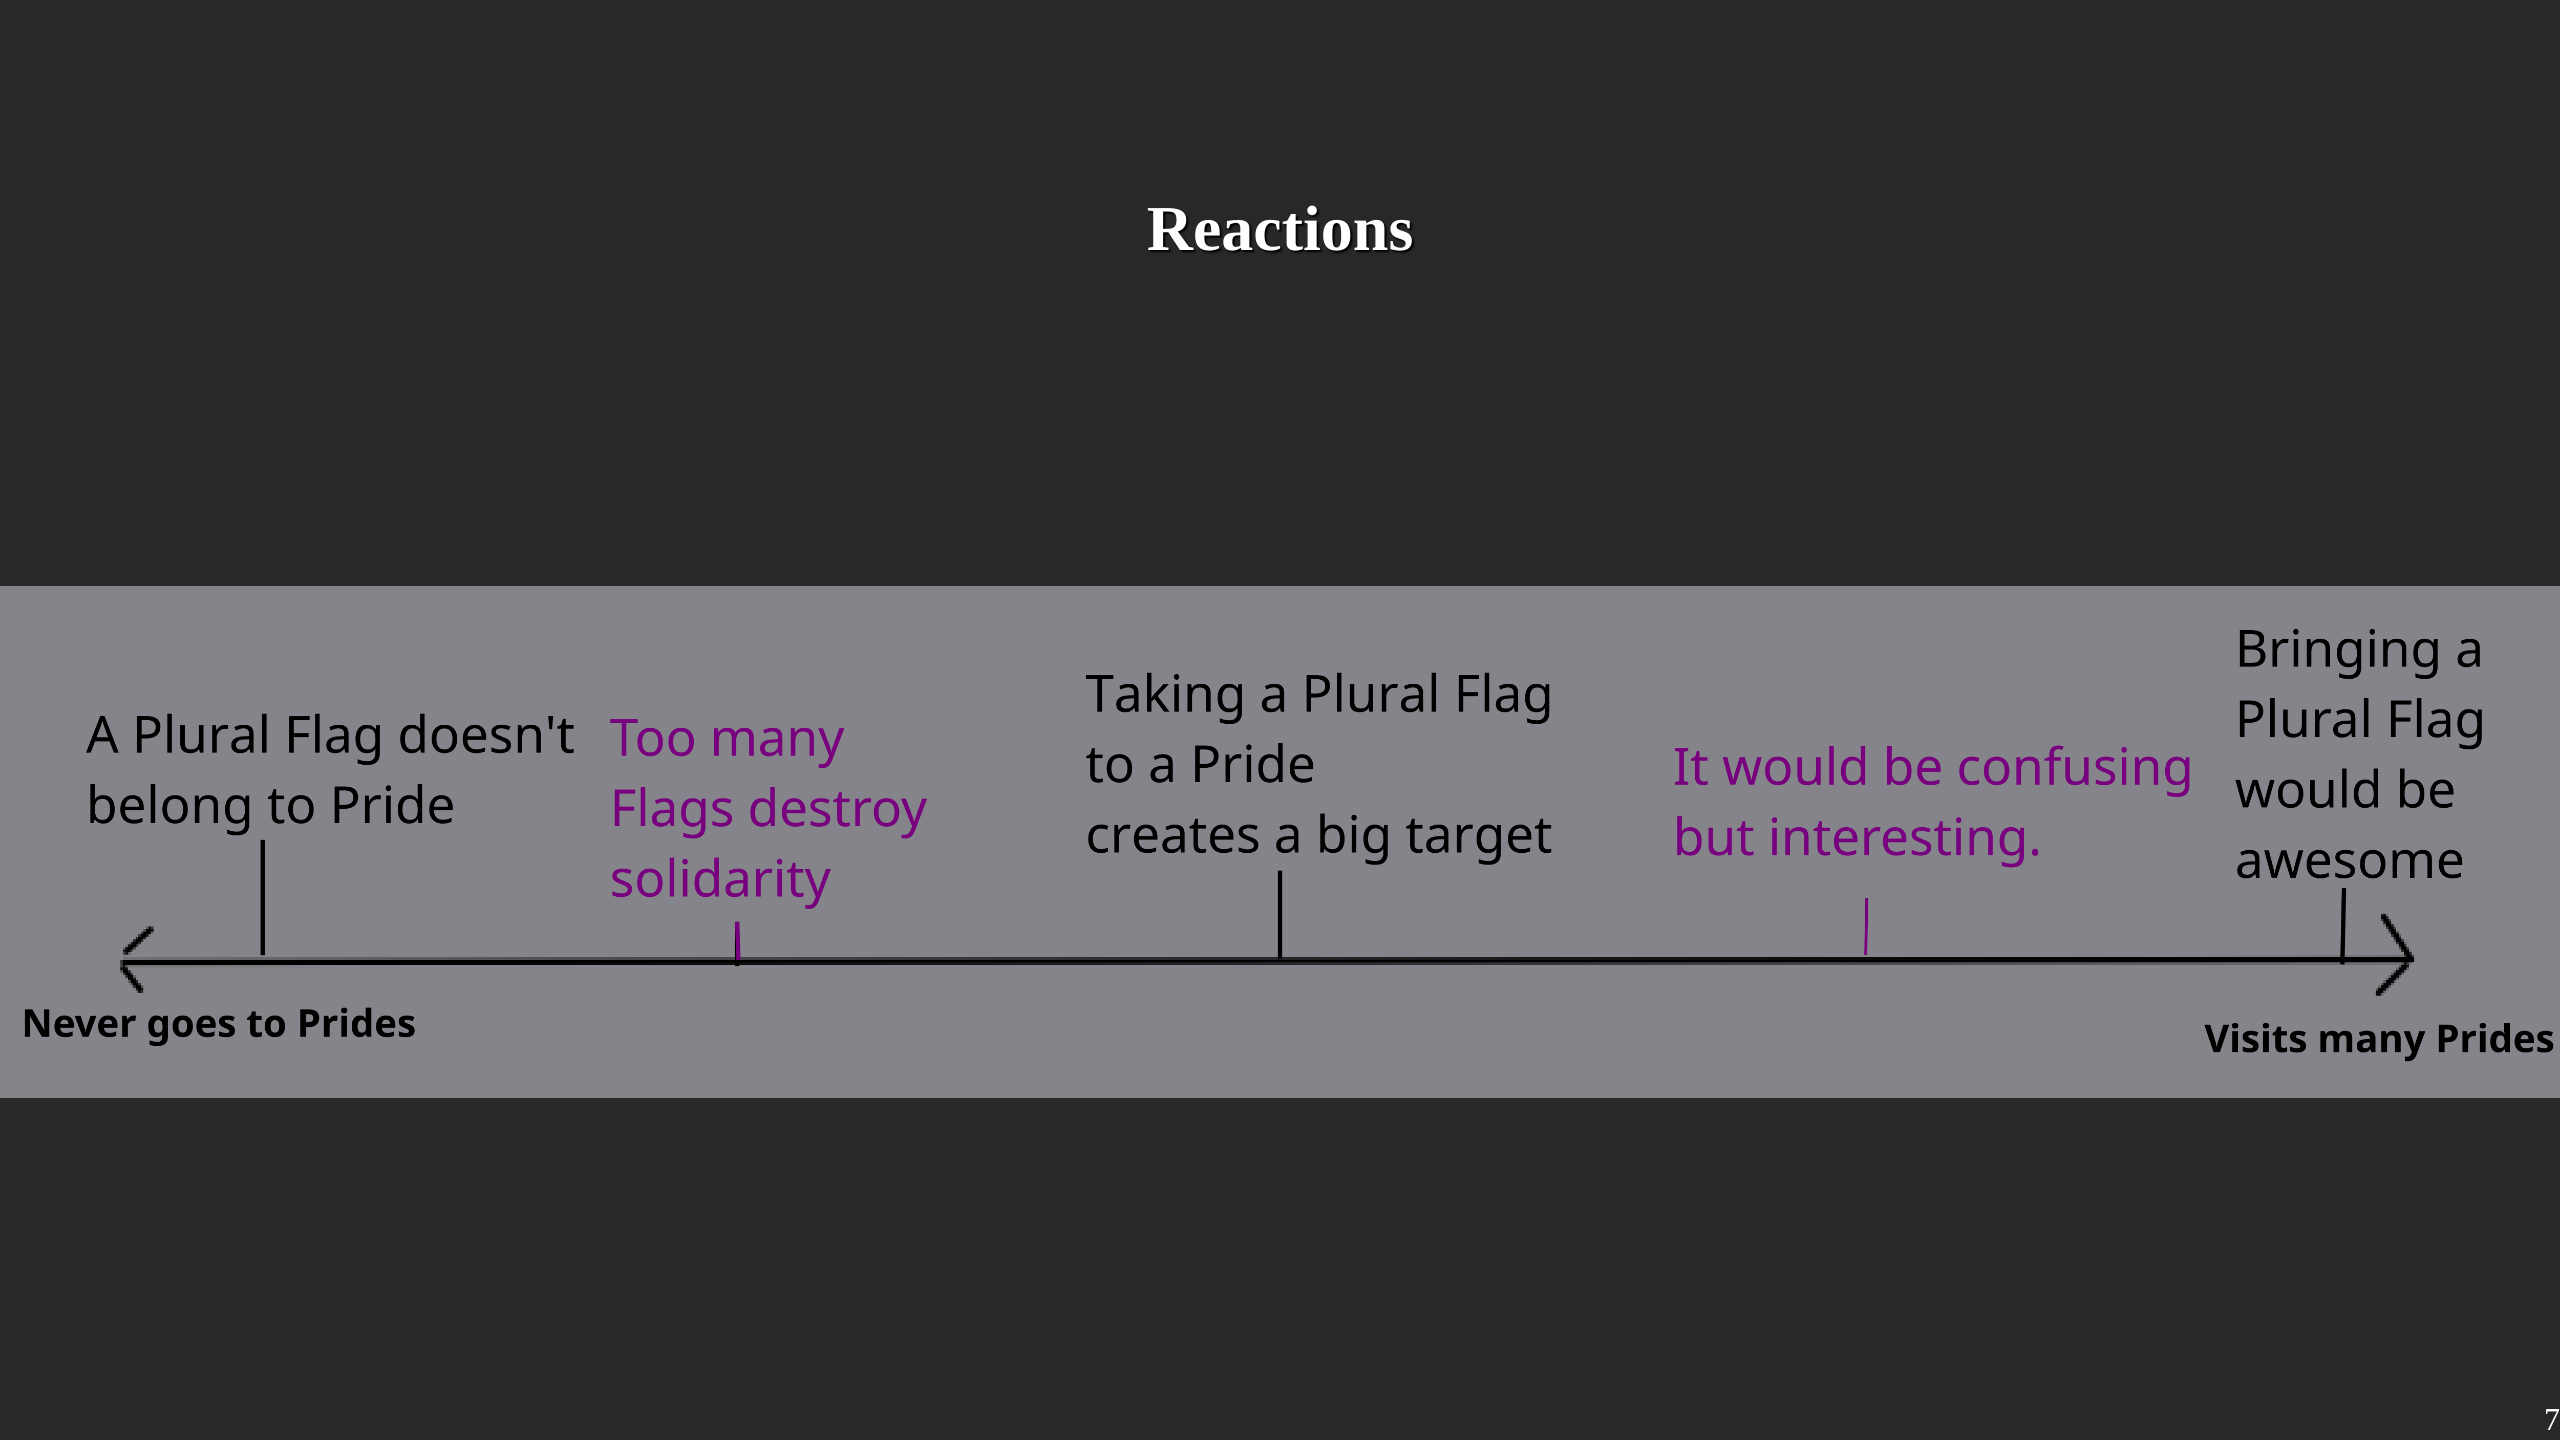 Reactions
A Plural Flag doesn't
belong to Pride
Too many
Flags destroy
solidarity
Taking a Plural Flag
to a Pride
creates a big target
It would be confusing
but interesting.
Bringing a
Plural Flag
would be
awesome
Never goes to Prides
Visits many Prides
7